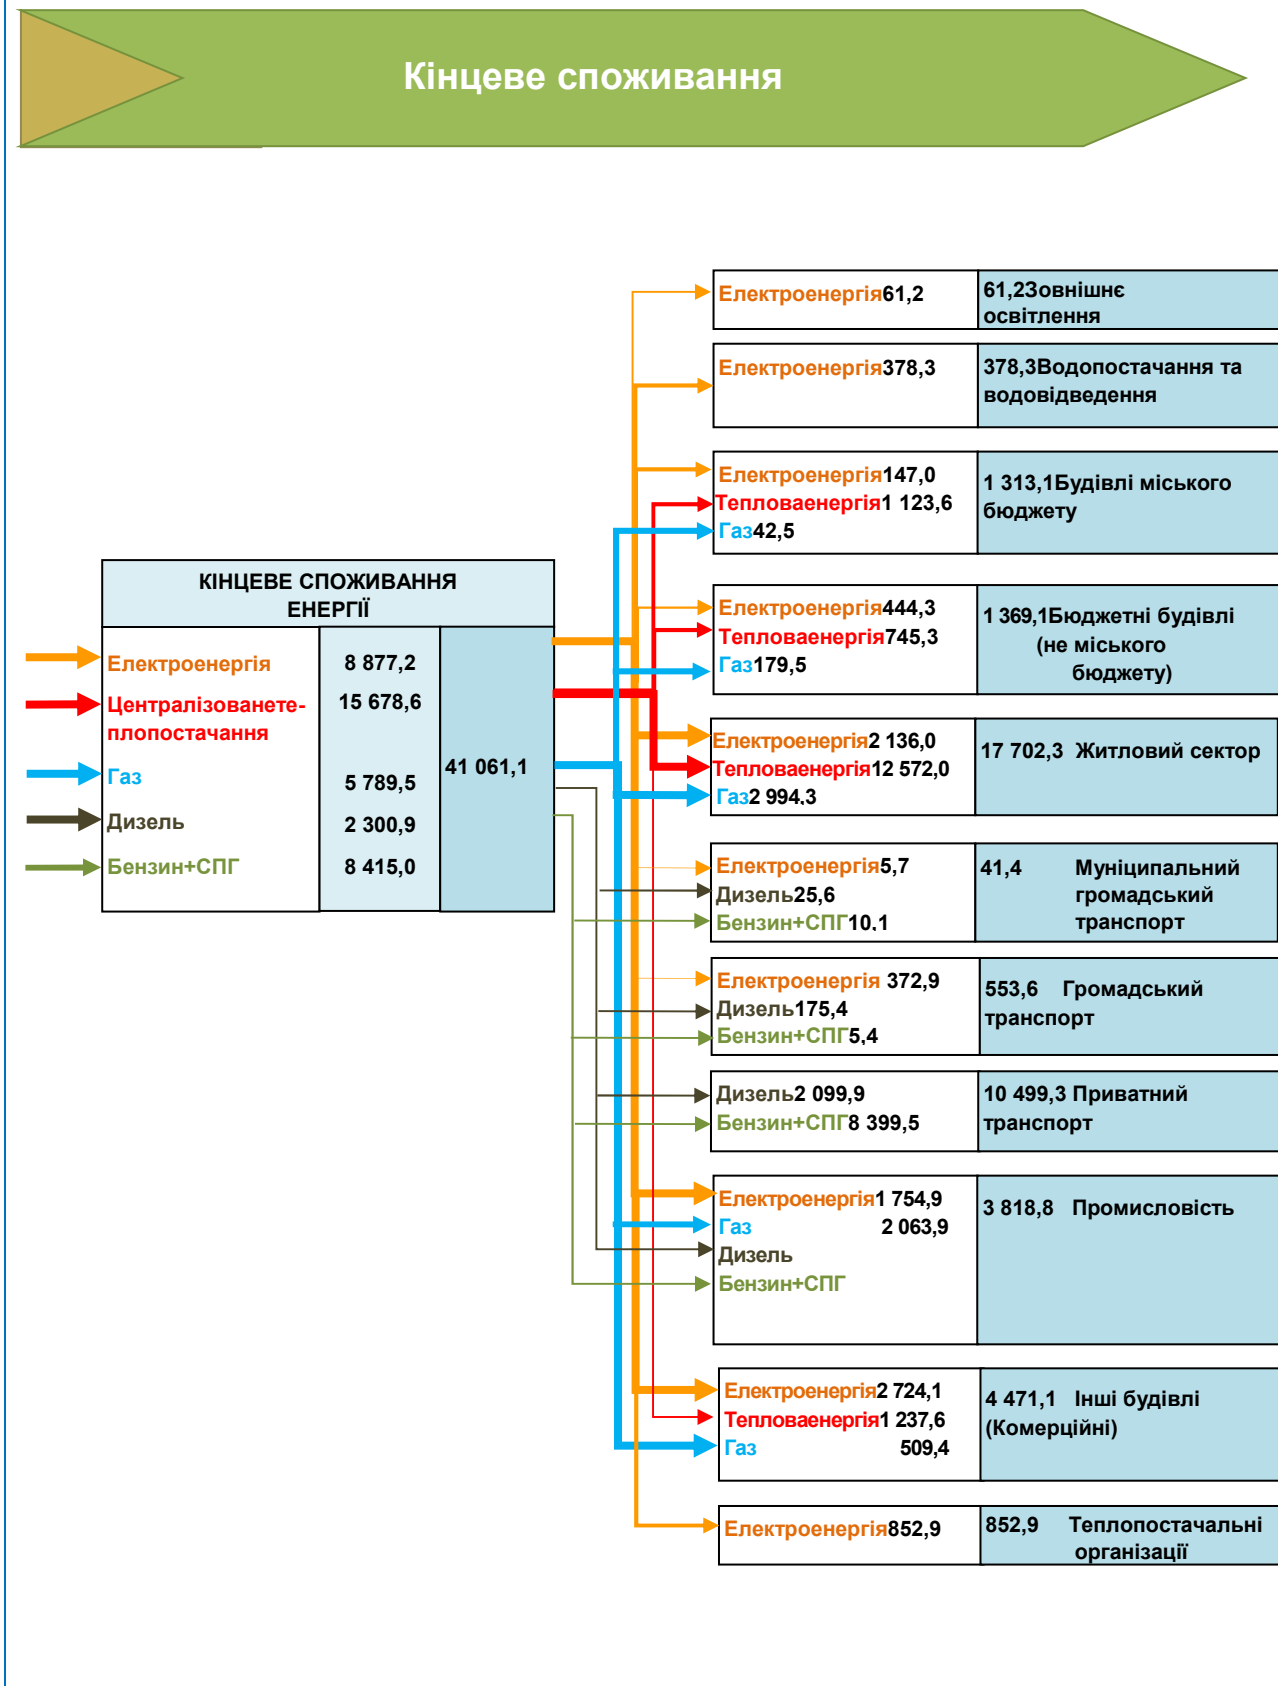 Кінцеве споживання
Електроенергія61,2
61,2Зовнішнє
освітлення
Електроенергія378,3
378,3Водопостачання та
водовідведення
Електроенергія147,0
Тепловаенергія1 123,6
Газ42,5
1 313,1Будівлі міського
бюджету
КІНЦЕВЕ СПОЖИВАННЯ
ЕНЕРГІЇ
Електроенергія 8 877,2
Централізованете-
плопостачання
15 678,6
Газ 5 789,5
Дизель 2 300,9
Бензин+СПГ 8 415,0
41 061,1
Електроенергія444,3
Тепловаенергія745,3
Газ179,5
1 369,1Бюджетні будівлі
(не міського
бюджету)
Електроенергія2 136,0
Тепловаенергія12 572,0
Газ2 994,3
17 702,3 Житловий сектор
Електроенергія5,7
Дизель25,6
Бензин+СПГ10,1
41,4 Муніципальний
громадський
транспорт
Електроенергія 372,9
Дизель175,4
Бензин+СПГ5,4
553,6 Громадський
транспорт
Дизель2 099,9
Бензин+СПГ8 399,5
10 499,3 Приватний
транспорт
Електроенергія1 754,9
Газ 2 063,9
Дизель
Бензин+СПГ
3 818,8 Промисловість
Електроенергія2 724,1
Тепловаенергія1 237,6
Газ 509,4
4 471,1 Інші будівлі
(Комерційні)
Електроенергія852,9
852,9 Теплопостачальні
організації